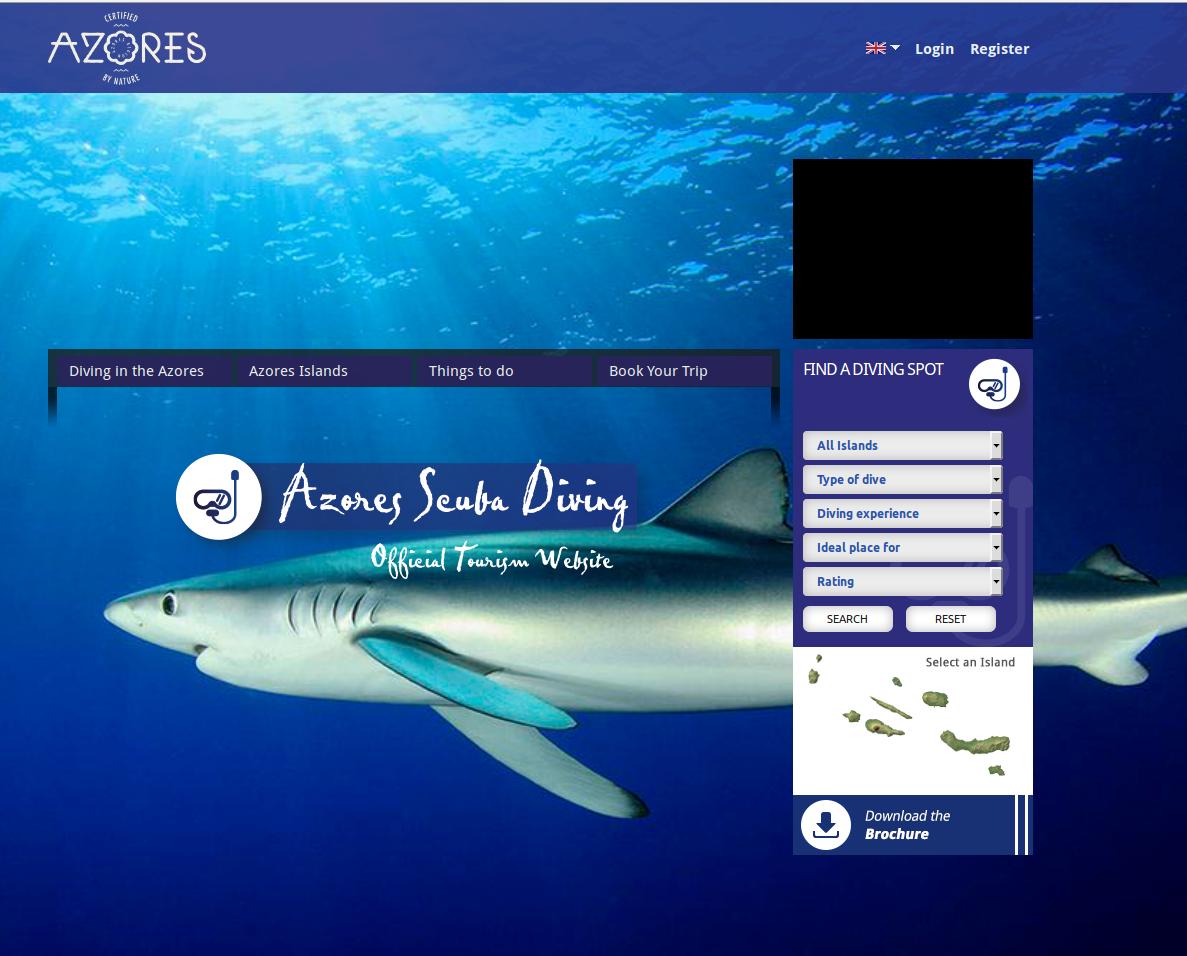 CERTIFIED
AZORES
BY NATURE
Login Register
Diving in the Azores Azores Islands Things to do Book Your Trip
FIND A DIVING SPOT
All Islands
Type of dive
Diving experience
Ideal place for
Rating
SEARCH RESET
Azores Scuba Diving
Official Tourism Website
Select an Island
Download the
Brochure